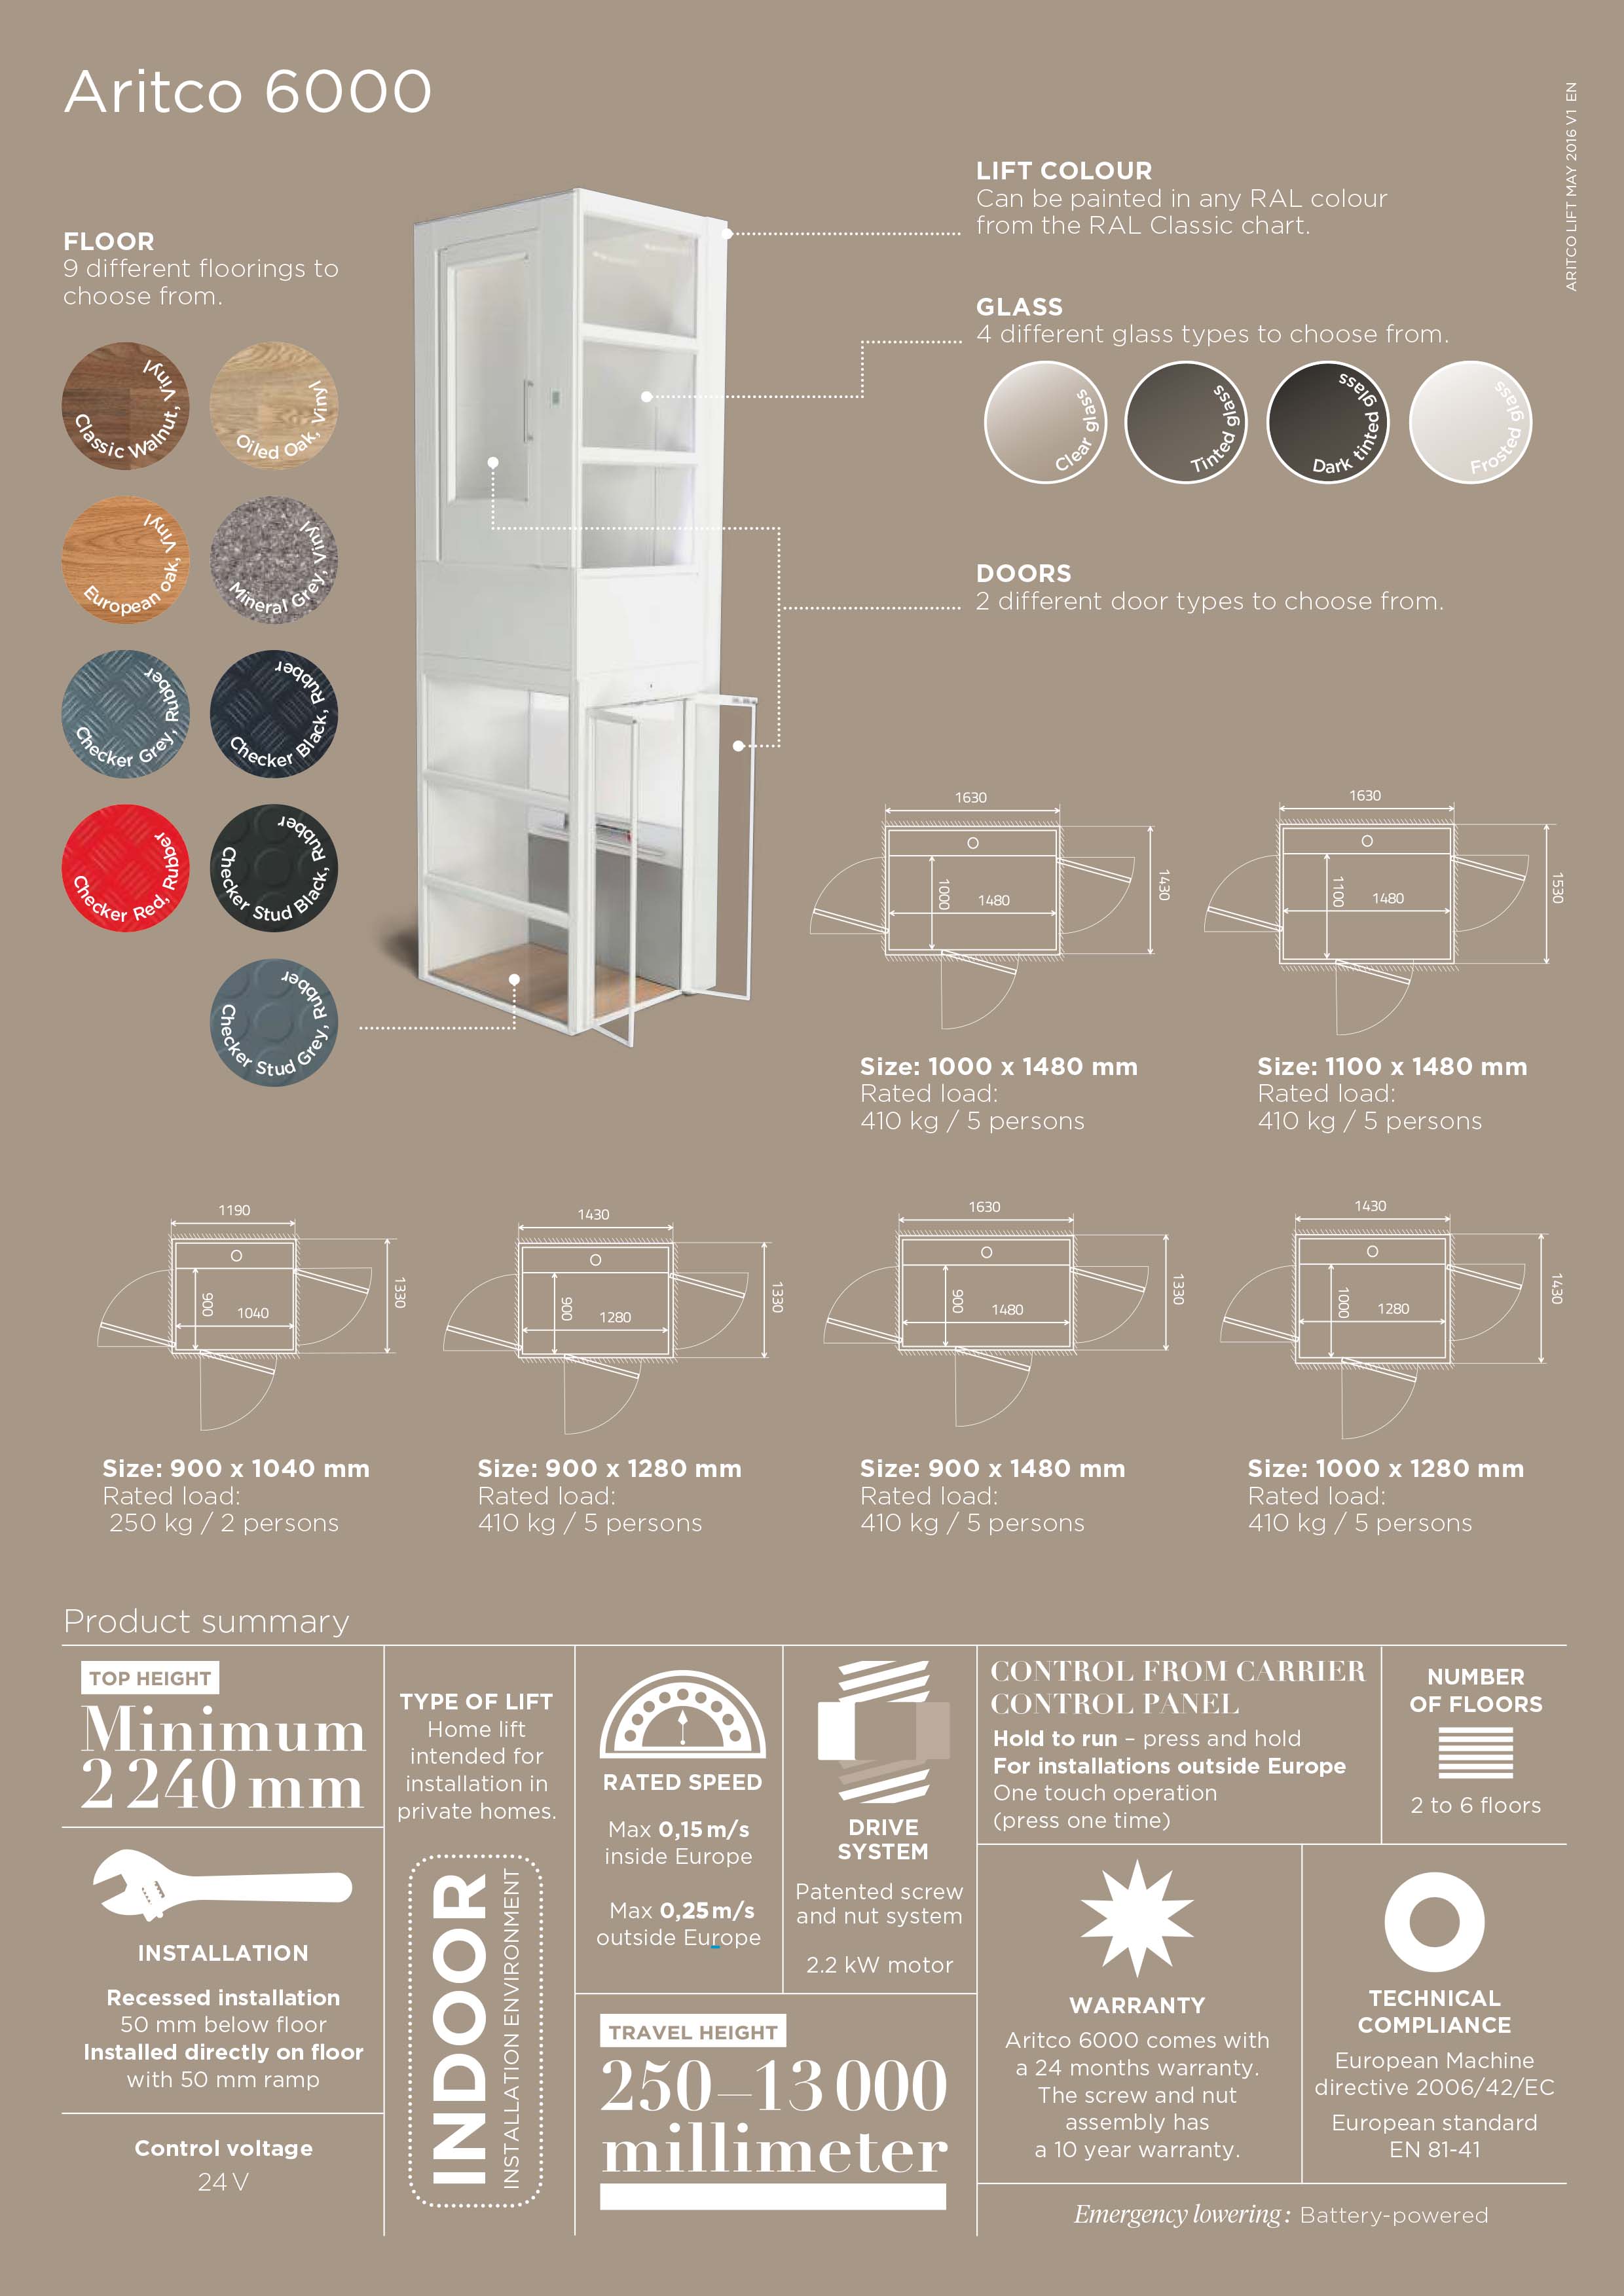 Aritco 6000
ARITCO LIFT MAY 2016 V1 EN
LIFT COLOUR
Can be painted in any RAL colour
from the RAL Classic chart.
FLOOR
9 different floorings to
choose from.
Classic Walnut, Vinyl
Oiled Oak, Vinyl
European oak, Vinyl
Mineral Grey, Vinyl
Checker Grey, Rubber
Checker Black, Rubber
Checker Red, Rubber
Checker Stud Black, Rubber
Checker Stud Grey, Rubber
GLASS
4 different glass types to choose from.
Clear glass
Tinted glass
Dark tinted glass
Frosted glass
DOORS
2 different door types to choose from.
1630
1430
1000
1480
Size: 1000 x 1480 mm
Rated load:
410 kg / 5 persons
1630
1530
1100
1480
Size: 1100 x 1480 mm
Rated load:
410 kg / 5 persons
1190
1330
900
1040
Size: 900 x 1040 mm
Rated load:
250 kg / 2 persons
1430
1330
900
1280
Size: 900 x 1280 mm
Rated load:
410 kg / 5 persons
1630
1330
900
1480
Size: 900 x 1480 mm
Rated load:
410 kg / 5 persons
1430
1430
1000
1280
Size: 1000 x 1280 mm
Rated load:
410 kg / 5 persons
Product summary
TOP HEIGHT
Minimum
2 240 mm
INSTALLATION
Recessed installation
50 mm below floor
Installed directly on floor
with 50 mm ramp
Control voltage
24 V
TYPE OF LIFT
Home lift
intended for
installation in
private homes.
INDOOR
INSTALLATION ENVIRONMENT
RATED SPEED
Max 0,15 m/s
inside Europe
Max 0,25 m/s
outside Europe
DRIVE
SYSTEM
Patented screw
and nut system
2.2 kW motor
TRAVEL HEIGHT
250–13 000
millimeter
CONTROL FROM CARRIER
CONTROL PANEL
Hold to run – press and hold
For installations outside Europe
One touch operation
(press one time)
NUMBER
OF FLOORS
2 to 6 floors
WARRANTY
Aritco 6000 comes with
a 24 months warranty.
The screw and nut
assembly has
a 10 year warranty.
TECHNICAL
COMPLIANCE
European Machine
directive 2006/42/EC
European standard
EN 81-41
Emergency lowering: Battery-powered